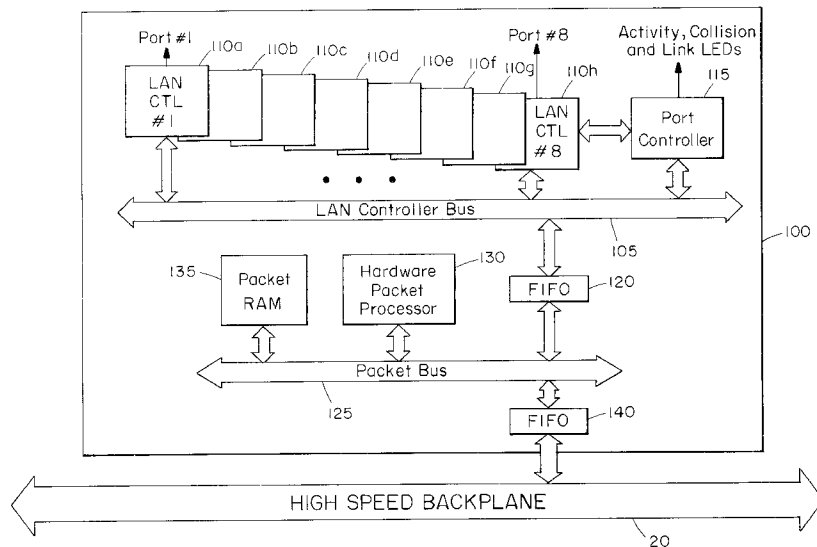 Port #1
110a
110b
110c
110d
110e
110f
110g
Port #8
110h
Activity, Collision
and Link LEDs
115
LAN
CTL
#1
LAN
CTL
#8
Port
Controller
LAN Controller Bus
105
100
135
Packet
RAM
Hardware
Packet
Processor
130
FIFO
120
Packet Bus
125
FIFO
140
HIGH SPEED BACKPLANE
20